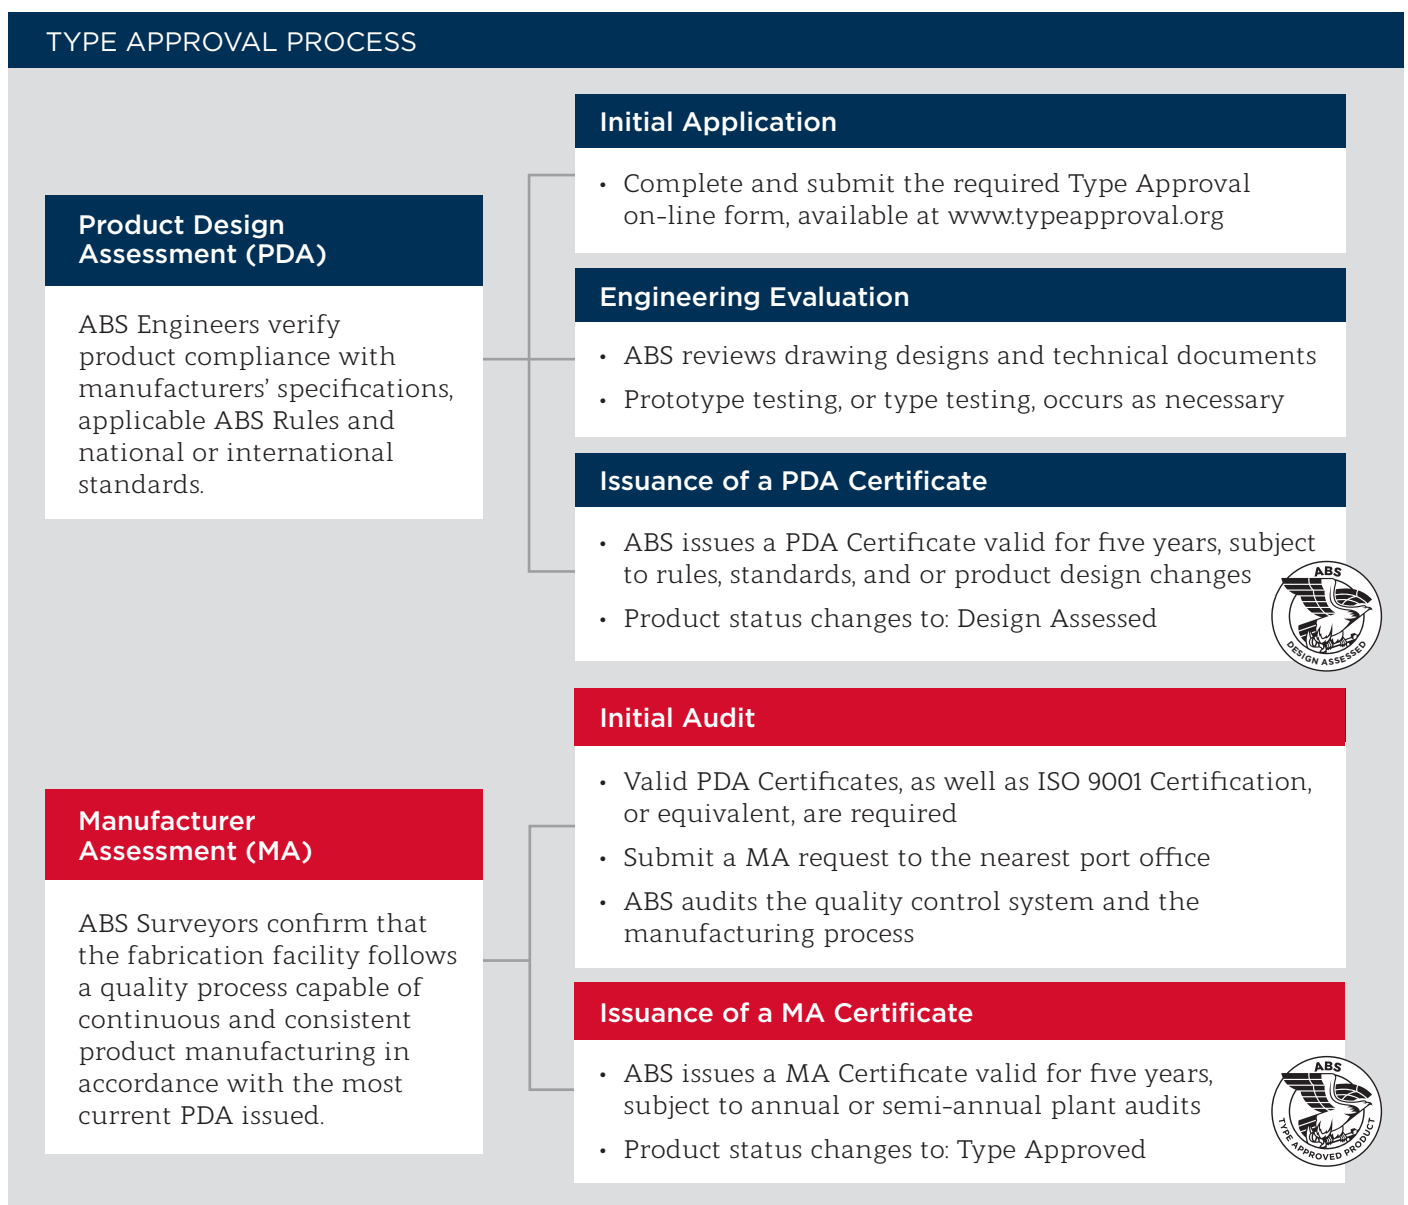 TYPE APPROVAL PROCESS
Product Design
Assessment (PDA)
ABS Engineers verify
product compliance with
manufacturers’ specifications,
applicable ABS Rules and
national or international
standards.
Initial Application
• Complete and submit the required Type Approval
on-line form, available at www.typeapproval.org
Engineering Evaluation
• ABS reviews drawing designs and technical documents
• Prototype testing, or type testing, occurs as necessary
Issuance of a PDA Certificate
• ABS issues a PDA Certificate valid for five years, subject
to rules, standards, and or product design changes
• Product status changes to: Design Assessed
ABS
DESIGN ASSESSED
Manufacturer
Assessment (MA)
ABS Surveyors confirm that
the fabrication facility follows
a quality process capable of
continuous and consistent
product manufacturing in
accordance with the most
current PDA issued.
Initial Audit
• Valid PDA Certificates, as well as ISO 9001 Certification,
or equivalent, are required
• Submit a MA request to the nearest port office
• ABS audits the quality control system and the
manufacturing process
Issuance of a MA Certificate
• ABS issues a MA Certificate valid for five years,
subject to annual or semi-annual plant audits
• Product status changes to: Type Approved
ABS
TYPE APPROVED PRODUCT